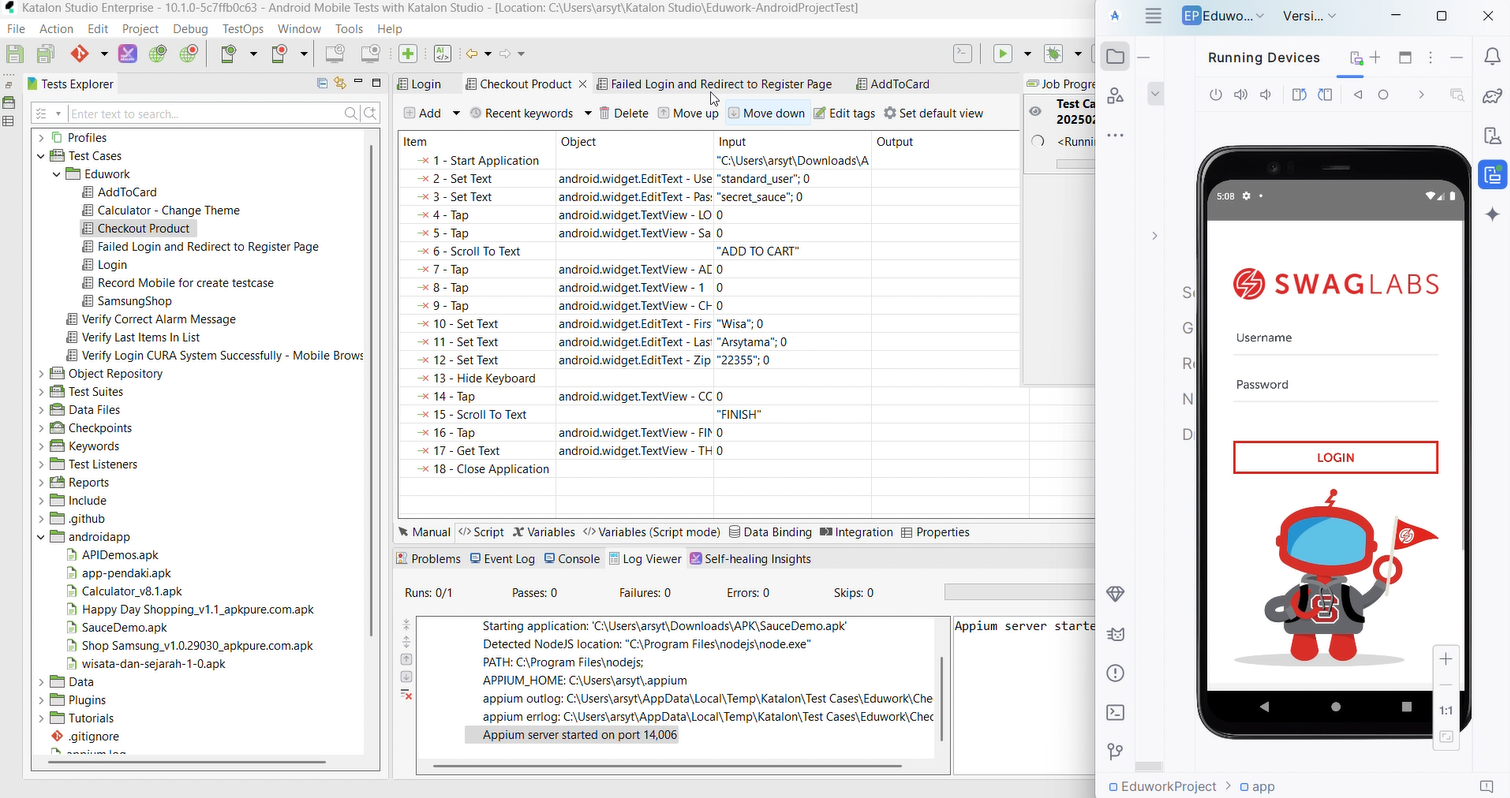 Katalon Studio Enterprise - 10.1.0-5c7ffb0c63 - Android Mobile Tests with Katalon Studio - [Location: C:\Users\arsyt\Katalon Studio\Eduwork-AndroidProjectTest]
File Action Edit Project Debug TestOps Window Tools Help
Tests Explorer
Enter text to search...
Profiles
Test Cases
Eduwork
AddToCard
Calculator - Change Theme
Checkout Product
Failed Login and Redirect to Register Page
Login
Record Mobile for create testcase
SamsungShop
Verify Correct Alarm Message
Verify Last Items In List
Verify Login CURA System Successfully - Mobile Brows
Object Repository
Test Suites
Data Files
Checkpoints
Keywords
Test Listeners
Reports
Include
.github
androidapp
APIDemos.apk
app-pendaki.apk
Calculator_v8.1.apk
Happy Day Shopping_v1.1_apkpure.com.apk
SauceDemo.apk
Shop Samsung_v1.0.29030_apkpure.com.apk
wisata-dan-sejarah-1-0.apk
Data
Plugins
Tutorials
.gitignore
appium.log
Login Checkout Product Failed Login and Redirect to Register Page AddToCard
Add Recent keywords Delete Move up Move down Edit tags Set default view
Item Object Input Output
1 - Start Application "C:\Users\arsyt\Downloads\A
2 - Set Text android.widget.EditText - Use "standard_user"; 0
3 - Set Text android.widget.EditText - Pas "secret_sauce"; 0
4 - Tap android.widget.TextView - LO 0
5 - Tap android.widget.TextView - Sa 0
6 - Scroll To Text "ADD TO CART"
7 - Tap android.widget.TextView - AD 0
8 - Tap android.widget.TextView - 1 0
9 - Tap android.widget.TextView - CH 0
10 - Set Text android.widget.EditText - Firs "Wisa"; 0
11 - Set Text android.widget.EditText - Las "Arsytama"; 0
12 - Set Text android.widget.EditText - Zip "22355"; 0
13 - Hide Keyboard
14 - Tap android.widget.TextView - CO 0
15 - Scroll To Text "FINISH"
16 - Tap android.widget.TextView - FIN 0
17 - Get Text android.widget.TextView - TH 0
18 - Close Application
Manual Script Variables Variables (Script mode) Data Binding Integration Properties
Problems Event Log Console Log Viewer Self-healing Insights
Runs: 0/1 Passes: 0 Failures: 0 Errors: 0 Skips: 0
Starting application: 'C:\Users\arsyt\Downloads\APK\SauceDemo.apk'
Detected NodeJS location: "C:\Program Files\nodejs\node.exe"
PATH: C:\Program Files\nodejs;
APPIUM_HOME: C:\Users\arsyt\.appium
appium outlog: C:\Users\arsyt\AppData\Local\Temp\Katalon\Test Cases\Eduwork\Chec
appium errlog: C:\Users\arsyt\AppData\Local\Temp\Katalon\Test Cases\Eduwork\Chec
Appium server started on port 14,006
Appium server starte
Job Progre
Test Ca
202502
<Runni
EP Eduwo... Versi...
Running Devices
Se
G
Re
N
D
5:08
SWAGLABS
Username
Password
LOGIN
S
1:1
EduworkProject > app